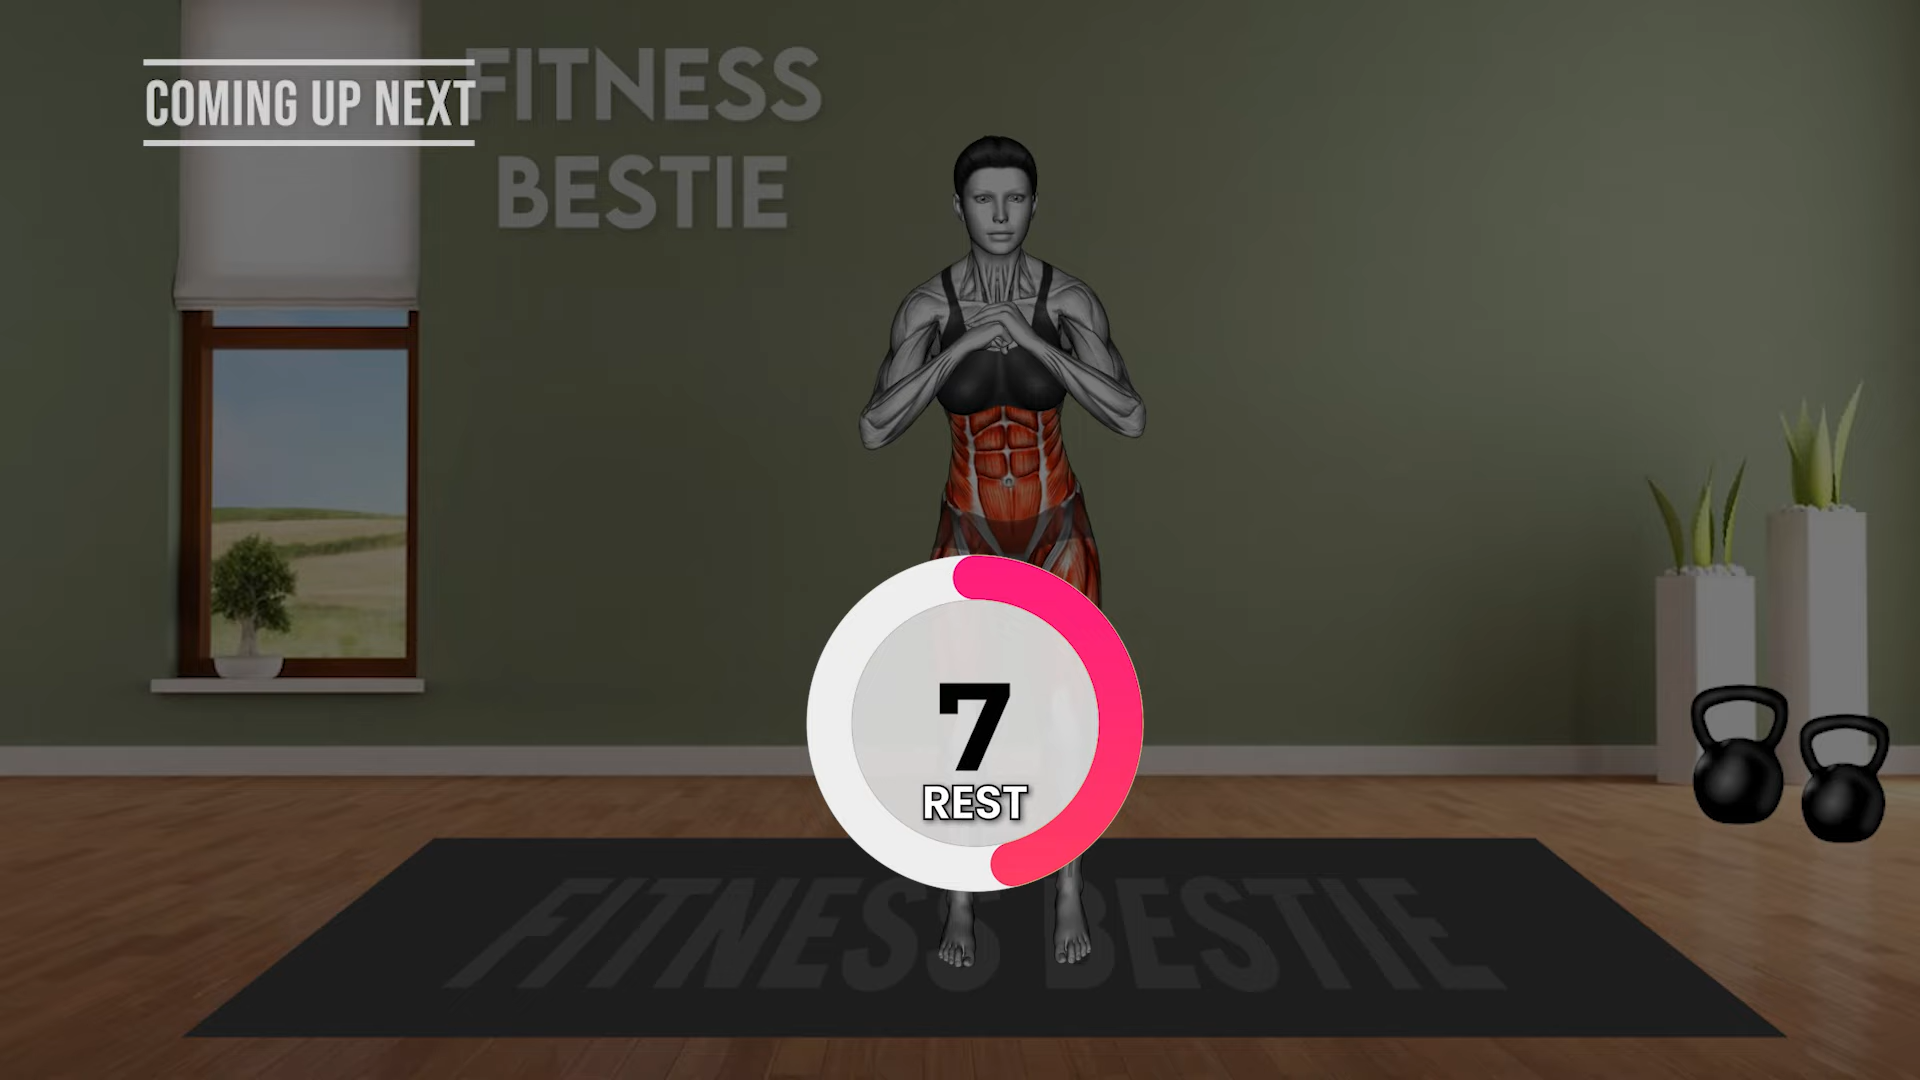 COMING UP NEXT
FITNESS
BESTIE
7
REST
FITNESS BESTIE